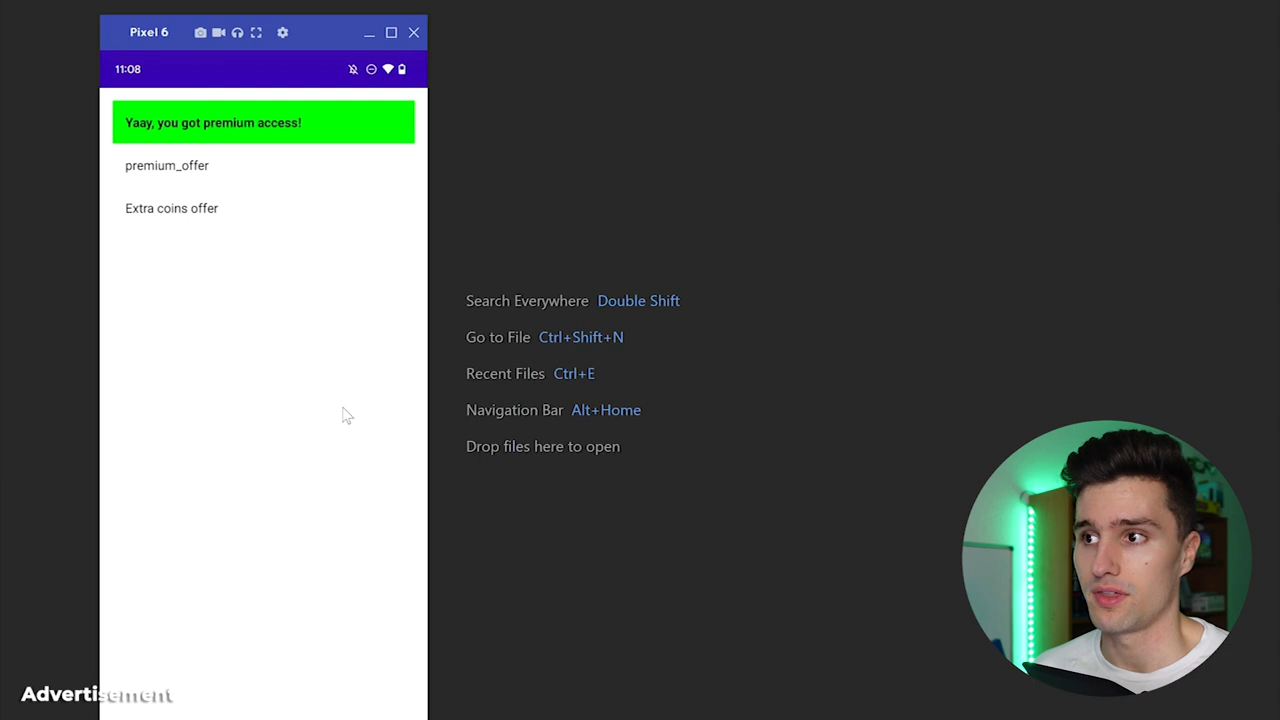 Pixel 6
11:08
Yaay, you got premium access!
premium_offer
Extra coins offer
Search Everywhere Double Shift
Go to File Ctrl+Shift+N
Recent Files Ctrl+E
Navigation Bar Alt+Home
Drop files here to open
Advertisement